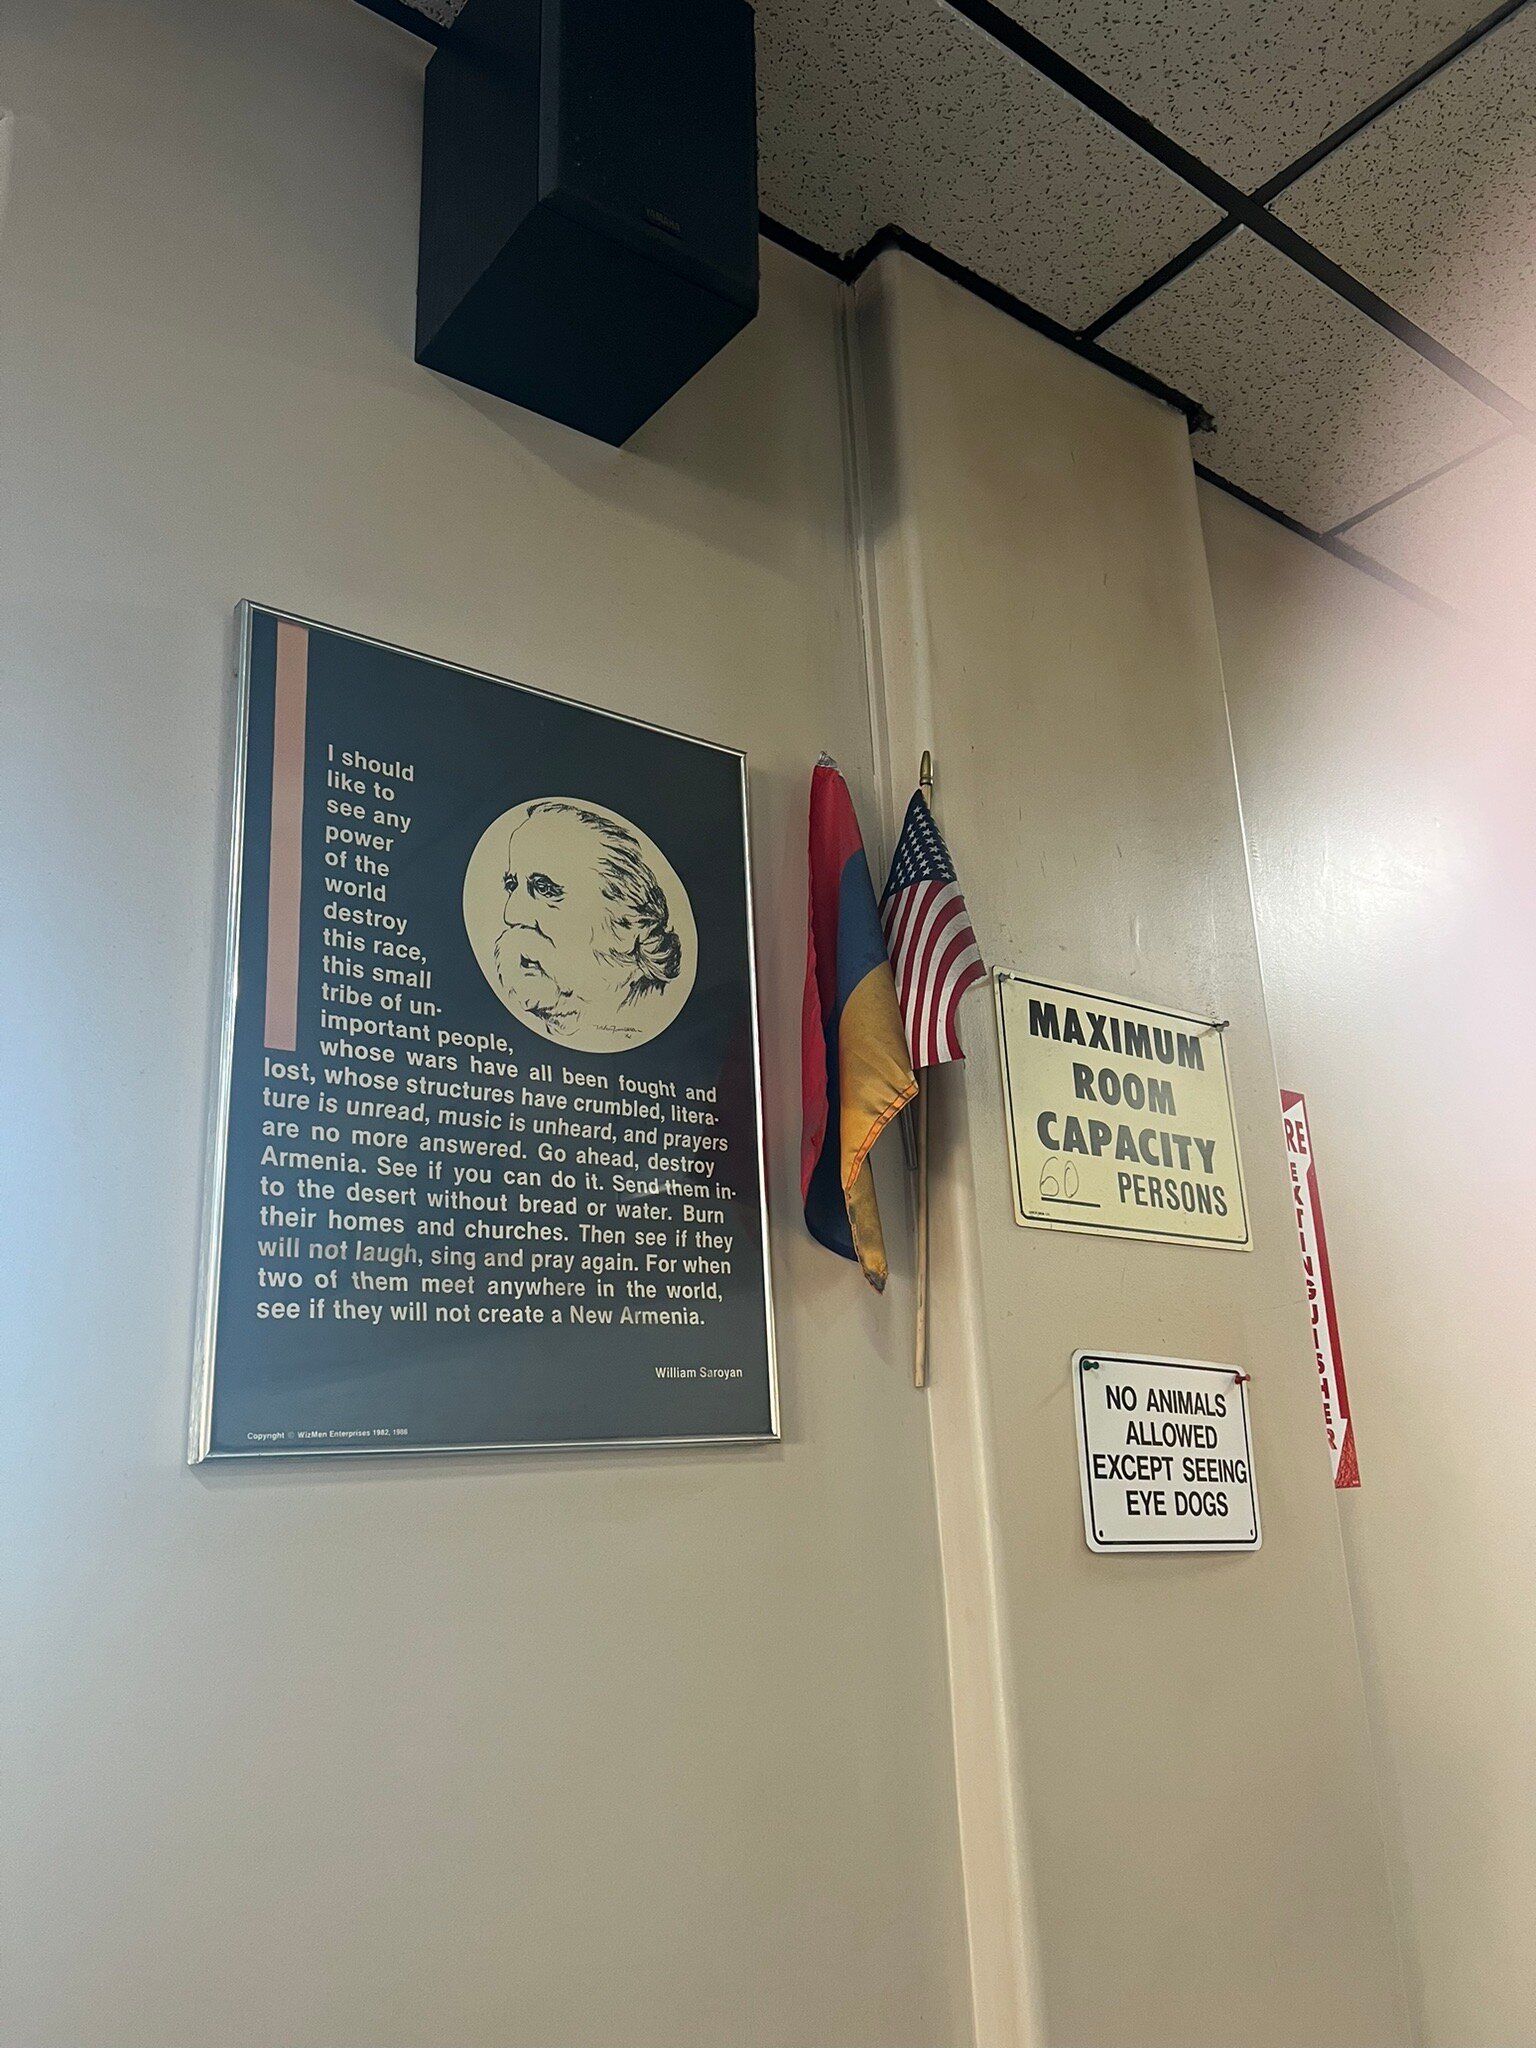 YAMAHA
I should
like to
see any
power
of the
world
destroy
this race,
this small
tribe of un-
important people,
whose wars have all been fought and
lost, whose structures have crumbled, litera-
ture is unread, music is unheard, and prayers
are no more answered. Go ahead, destroy
Armenia. See if you can do it. Send them in-
to the desert without bread or water. Burn
their homes and churches. Then see if they
will not laugh, sing and pray again. For when
two of them meet anywhere in the world,
see if they will not create a New Armenia.
William Saroyan
Copyright © WizMen Enterprises 1982, 1986
MAXIMUM
ROOM
CAPACITY
60 PERSONS
NO ANIMALS
ALLOWED
EXCEPT SEEING
EYE DOGS
RE
EXTINGUISHER